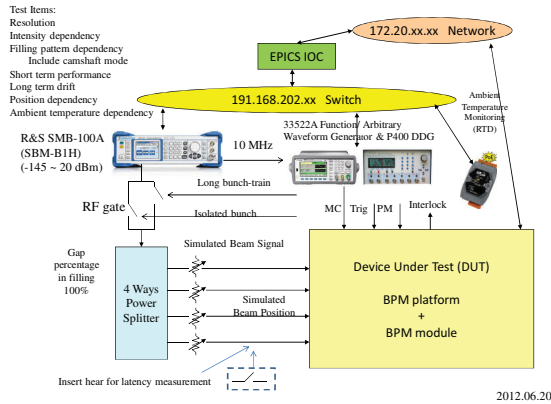 Test Items:
Resolution
Intensity dependency
Filling pattern dependency
Include camshaft mode
Short term performance
Long term drift
Position dependency
Ambient temperature dependency
172.20.xx.xx Network
EPICS IOC
191.168.202.xx Switch
Ambient
Temperature
Monitoring
(RTD)
R&S SMB-100A
(SBM-B1H)
(-145 ~ 20 dBm)
10 MHz
33522A Function/ Arbitrary
Waveform Generator & P400 DDG
Long bunch-train
RF gate
Isolated bunch
MC Trig PM Interlock
Gap
percentage
in filling
100%
Simulated Beam Signal
4 Ways
Power
Splitter
Simulated
Beam Position
Device Under Test (DUT)
BPM platform
+
BPM module
Insert hear for latency measurement
2012.06.20